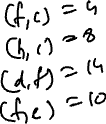 (f,c) = 4
(h,i) = 8
(d,f) = 14
(f,e) = 10